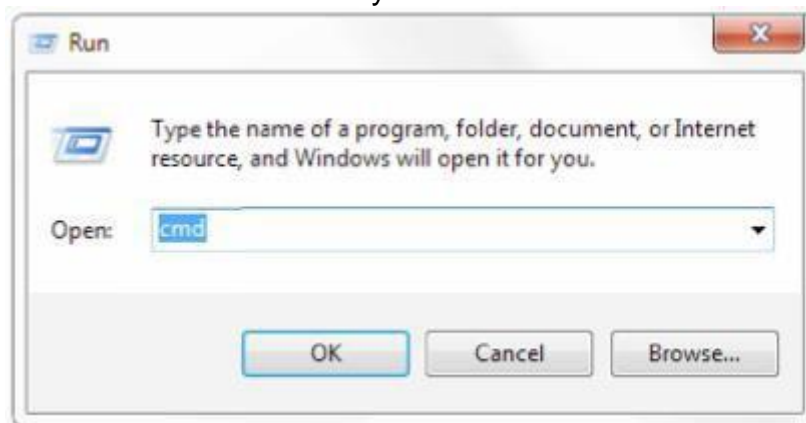 Run
Type the name of a program, folder, document, or Internet
resource, and Windows will open it for you.
Open: cmd
OK Cancel Browse...